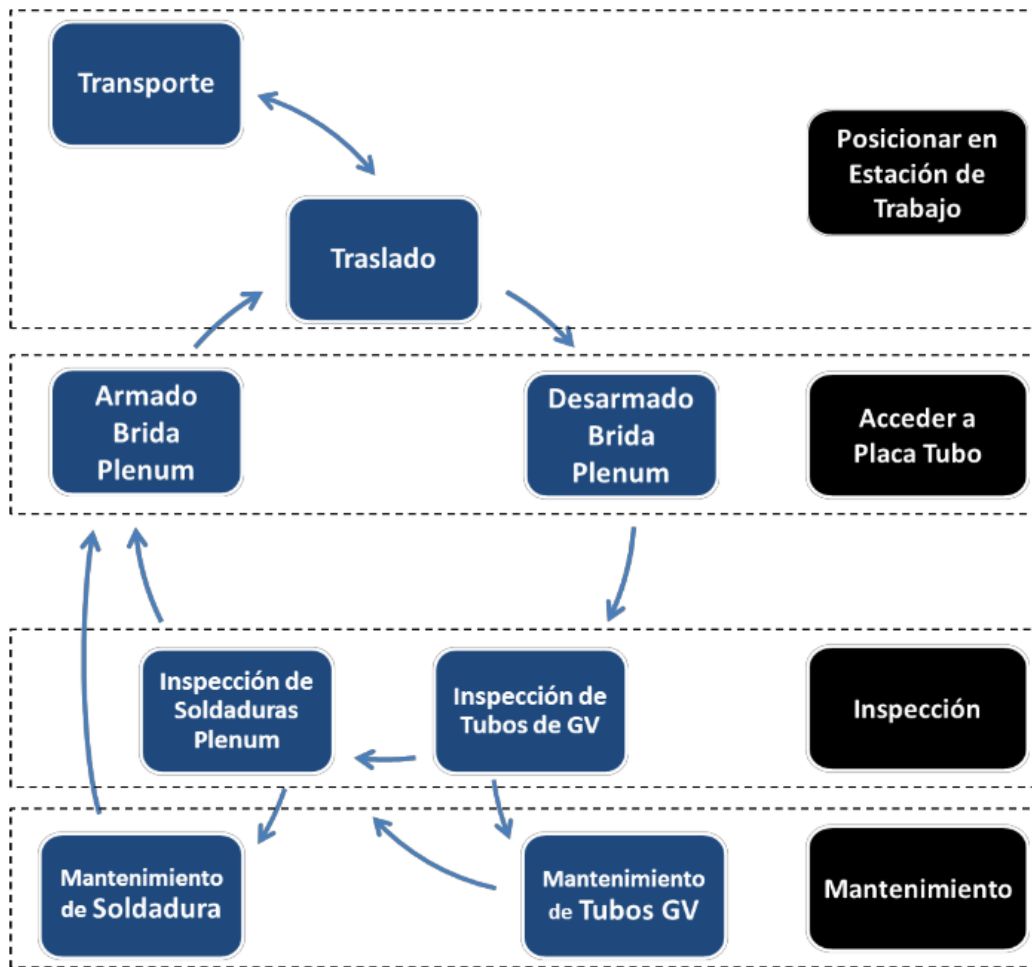 Transporte
Posicionar en
Estación de
Trabajo
Traslado
Armado
Brida
Plenum
Desarmado
Brida
Plenum
Acceder a
Placa Tubo
Inspección de
Soldaduras
Plenum
Inspección de
Tubos de GV
Inspección
Mantenimiento
de Soldadura
Mantenimiento
de Tubos GV
Mantenimiento